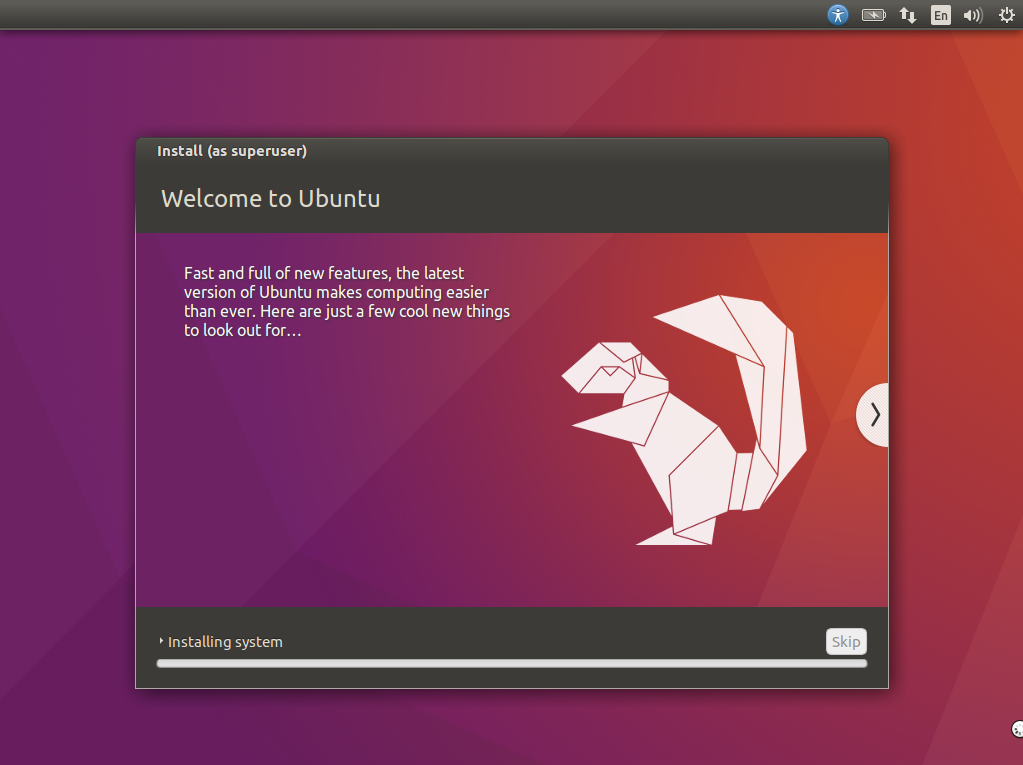 En
Install (as superuser)
Welcome to Ubuntu
Fast and full of new features, the latest
version of Ubuntu makes computing easier
than ever. Here are just a few cool new things
to look out for…
Installing system
Skip